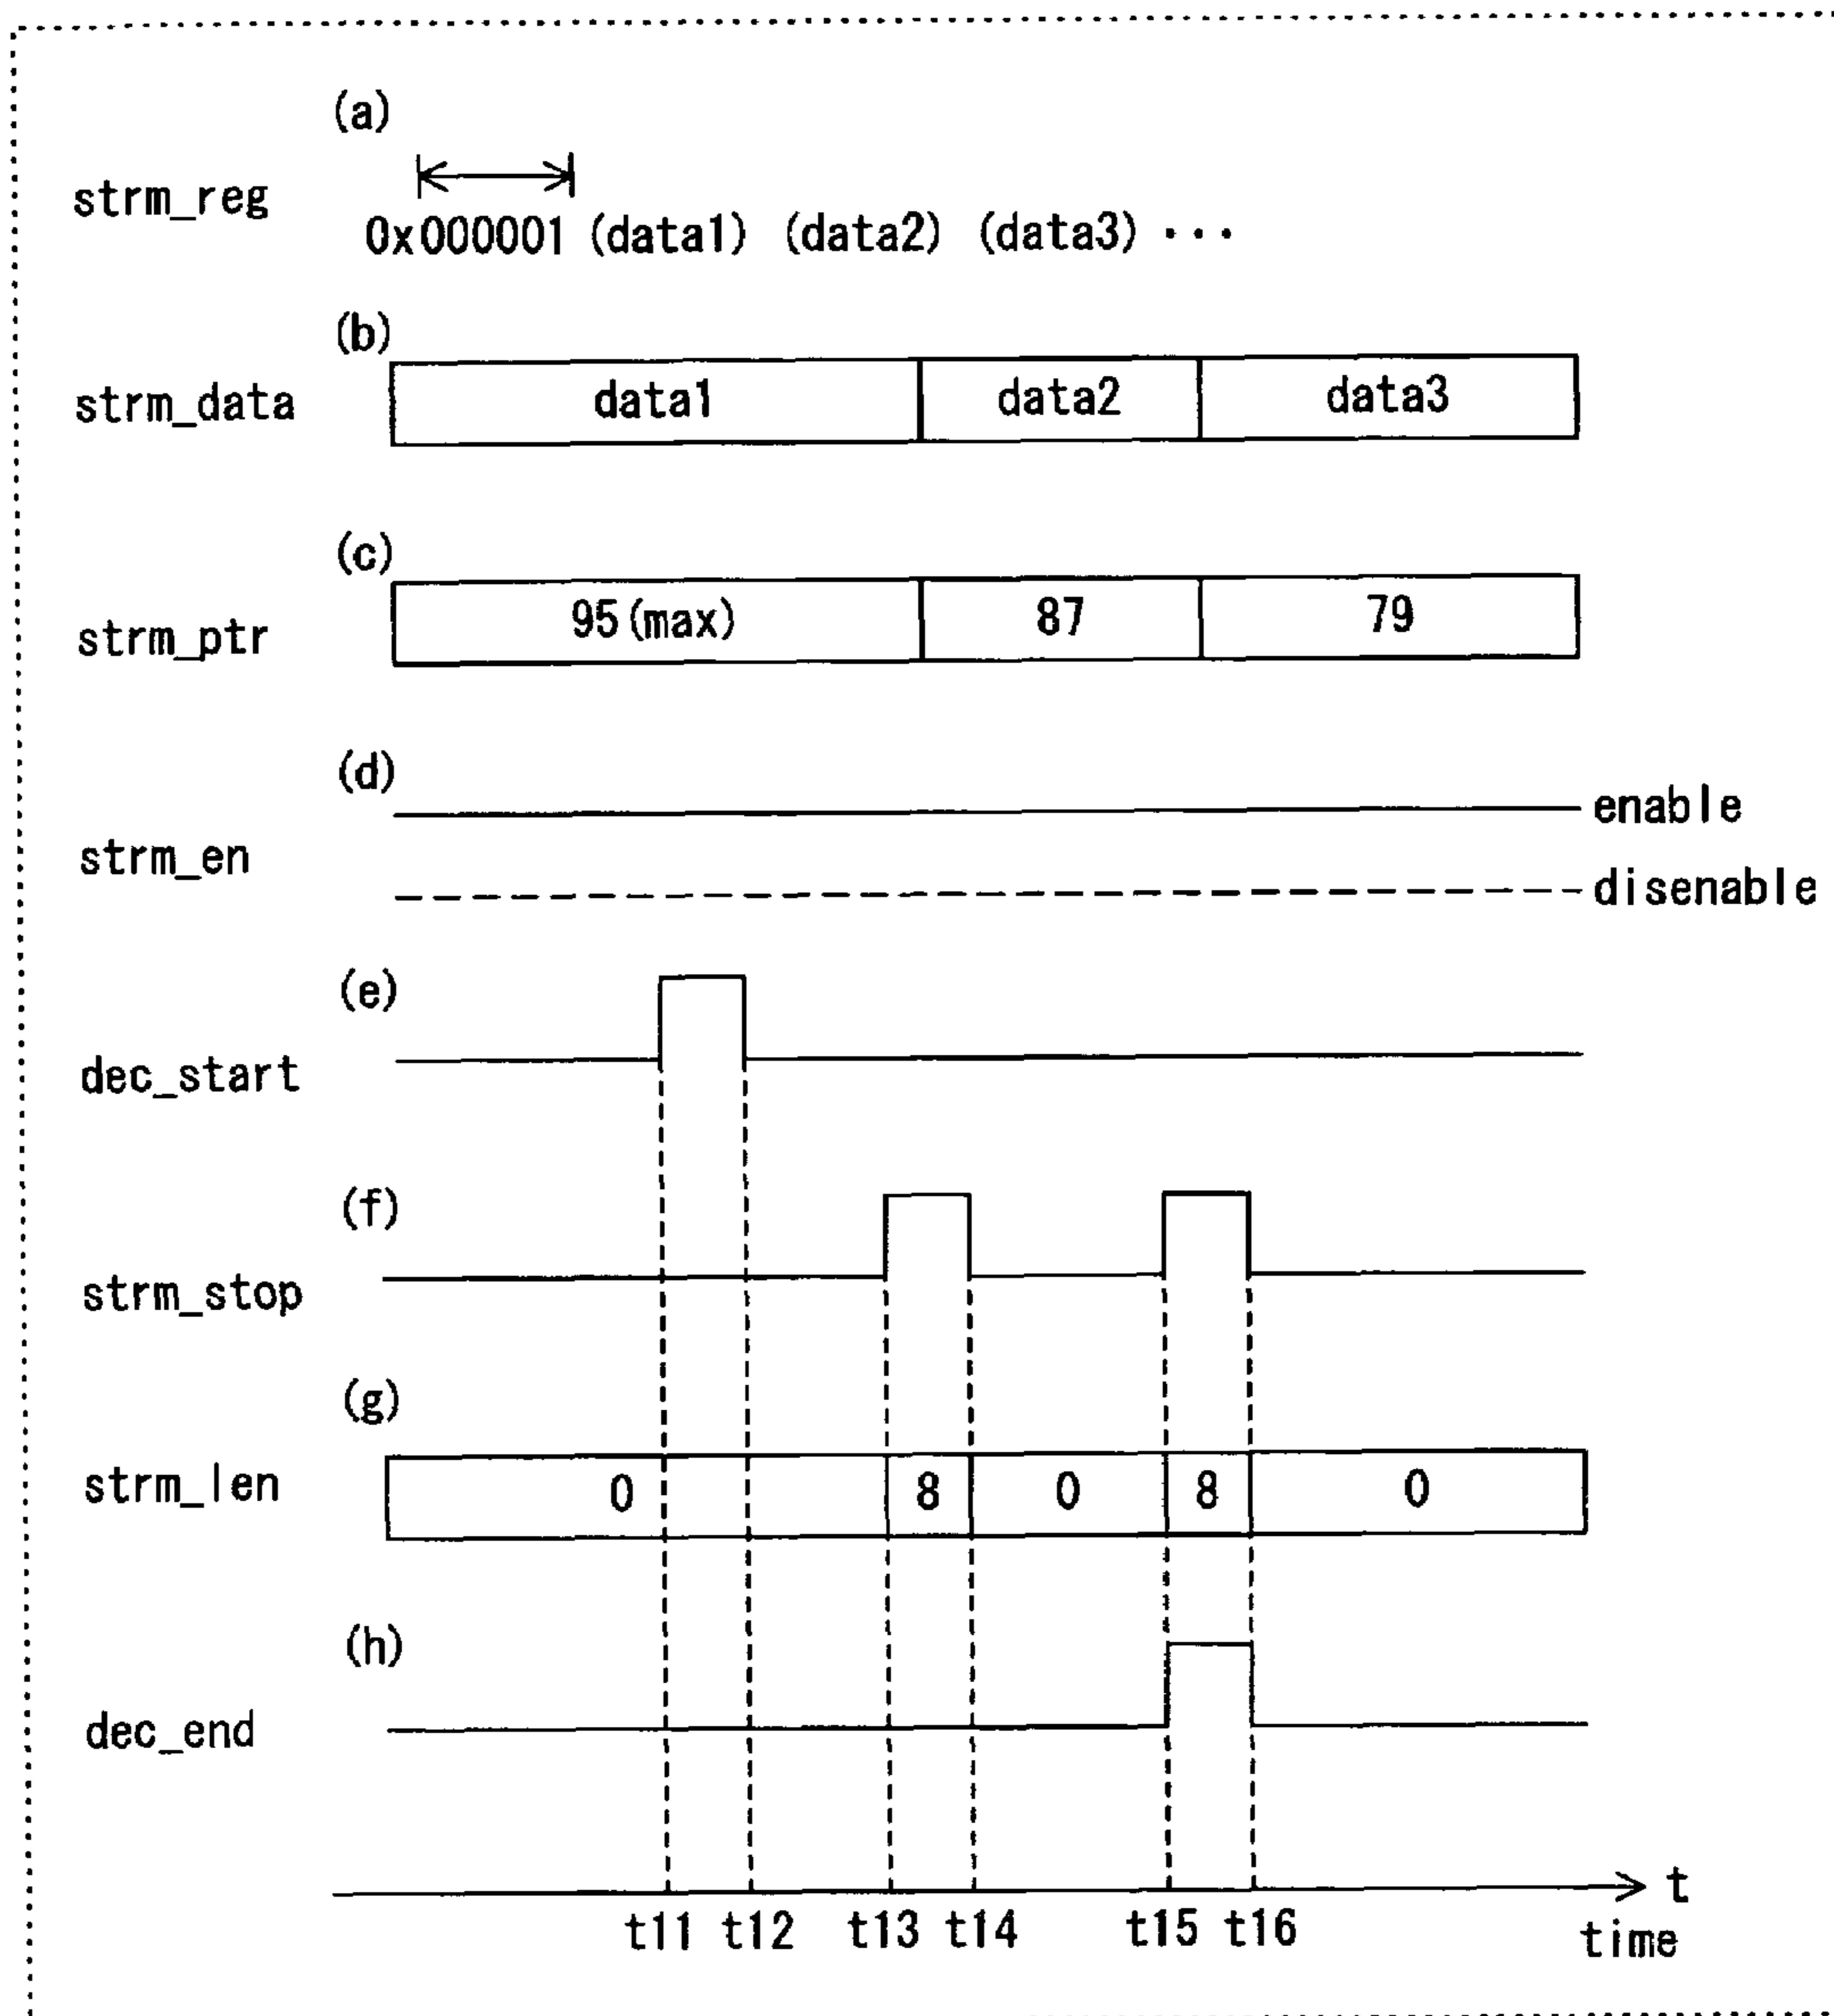 (a)
strm_reg
0x000001 (data1) (data2) (data3) ···
(b)
strm_data data1 data2 data3
(c)
strm_ptr 95(max) 87 79
(d)
enable
strm_en
disenable
(e)
dec_start
(f)
strm_stop
(g)
strm_len 0 8 0 8 0
(h)
dec_end
t
t11 t12 t13 t14 t15 t16 time